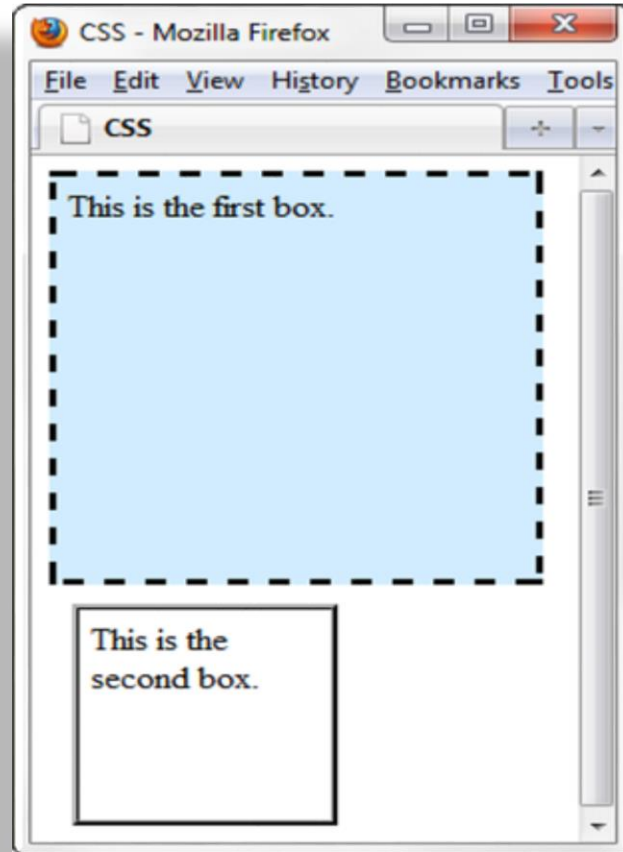 CSS - Mozilla Firefox
File Edit View History Bookmarks Tools
CSS
This is the first box.
This is the
second box.